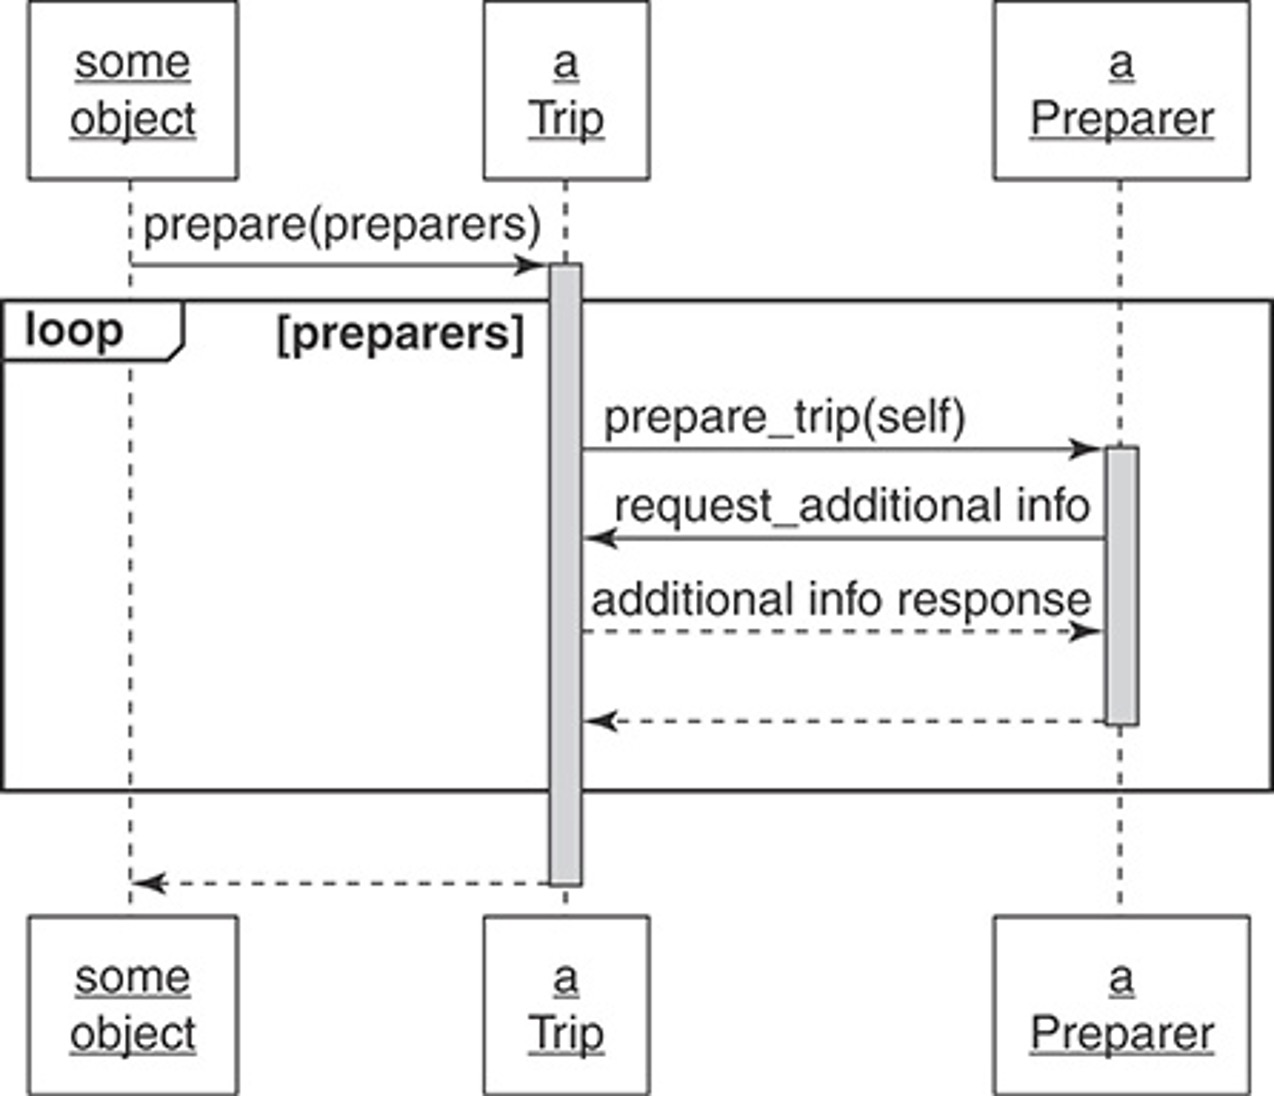 some
object
a
Trip
a
Preparer
prepare(preparers)
loop
[preparers]
prepare_trip(self)
request_additional info
additional info response
some
object
a
Trip
a
Preparer